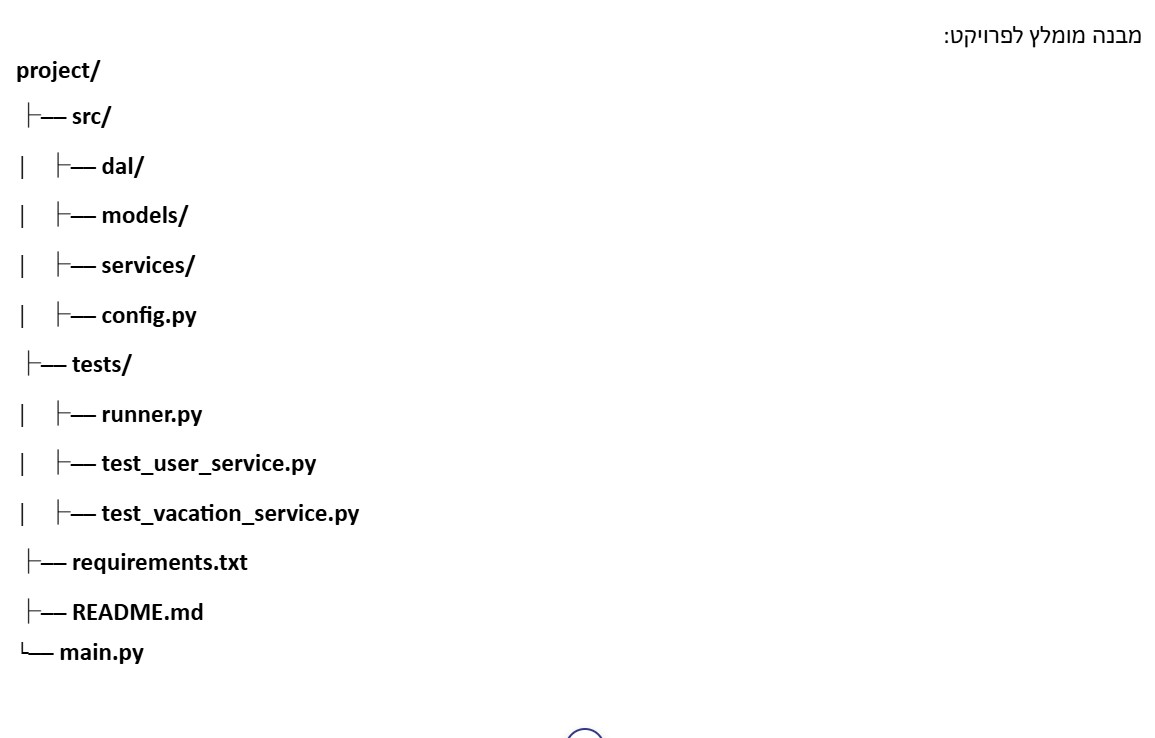 מבנה מומלץ לפרויקט:
project/
├── src/
│ ├── dal/
│ ├── models/
│ ├── services/
│ ├── config.py
├── tests/
│ ├── runner.py
│ ├── test_user_service.py
│ ├── test_vacation_service.py
├── requirements.txt
├── README.md
└── main.py